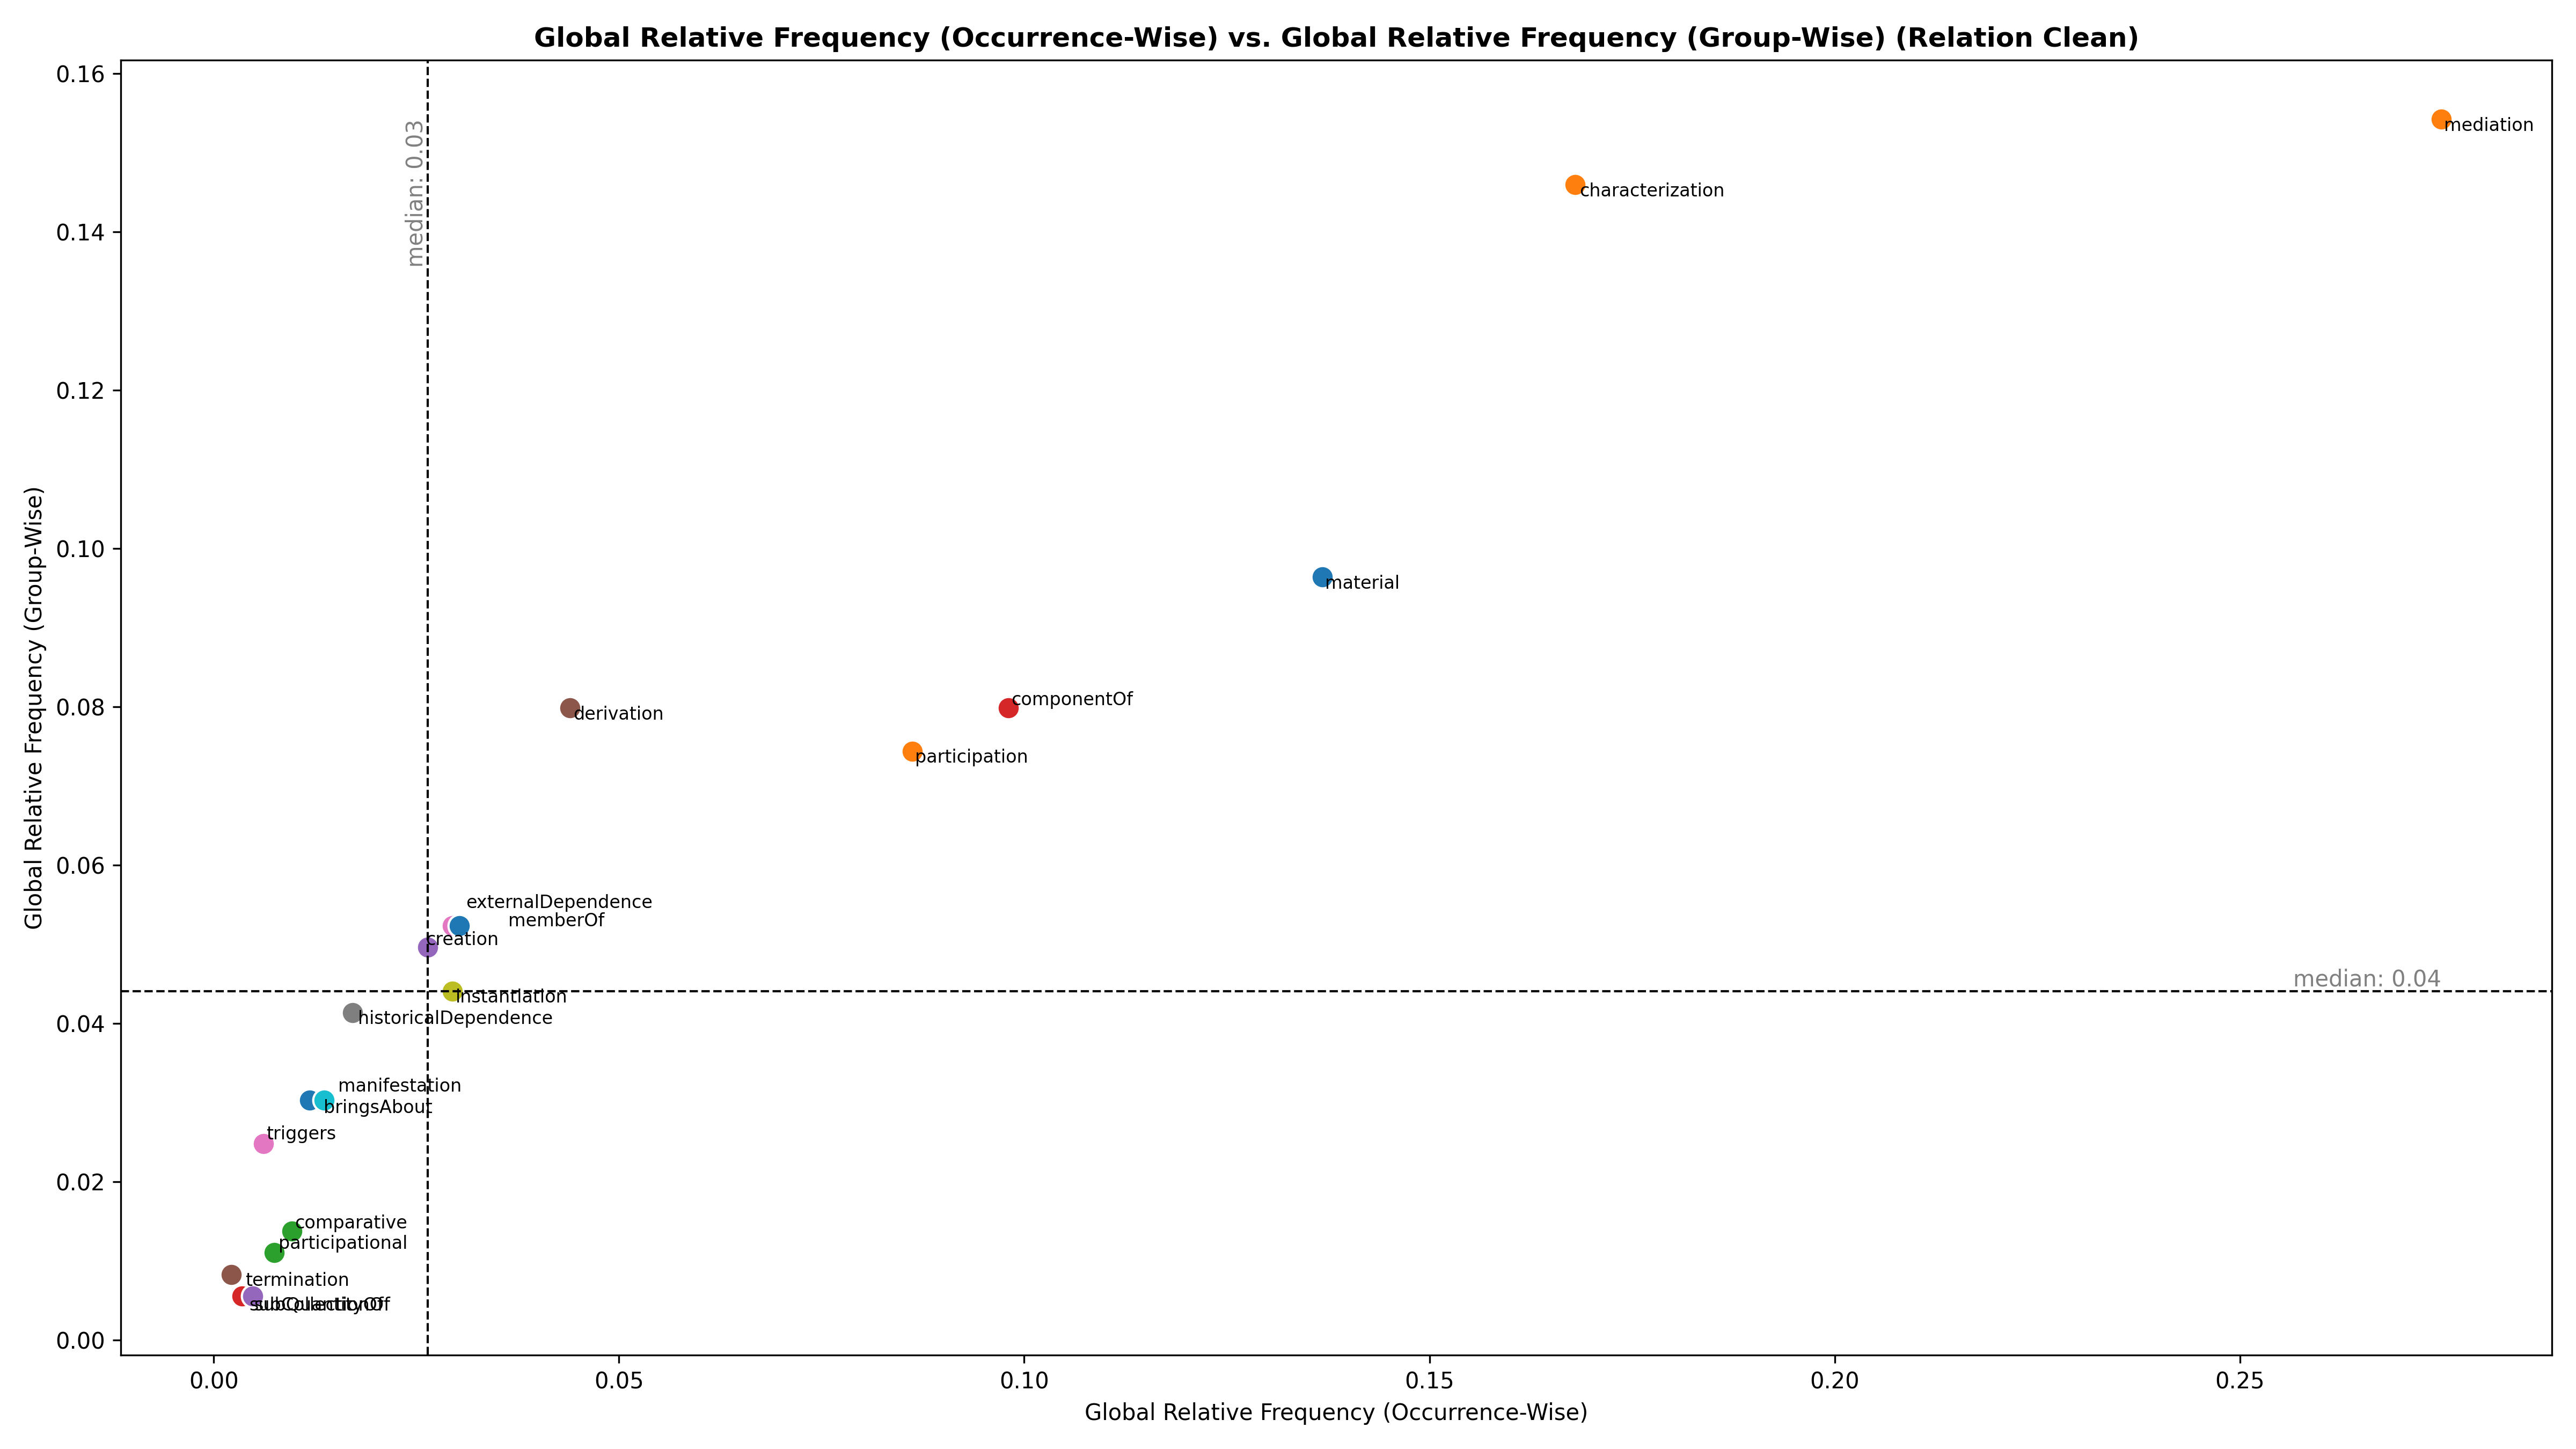 Global Relative Frequency (Occurrence-Wise) vs. Global Relative Frequency (Group-Wise) (Relation Clean)
Global Relative Frequency (Group-Wise)
0.16
0.14
0.12
0.10
0.08
0.06
0.04
0.02
0.00
median: 0.03
mediation
characterization
material
componentOf
derivation
participation
externalDependence
memberOf
creation
median: 0.04
instantiation
historicalDependence
manifestation
bringsAbout
triggers
comparative
participational
termination
subQuantityOf
subCollectionOf
0.00
0.05
0.10
0.15
0.20
0.25
Global Relative Frequency (Occurrence-Wise)